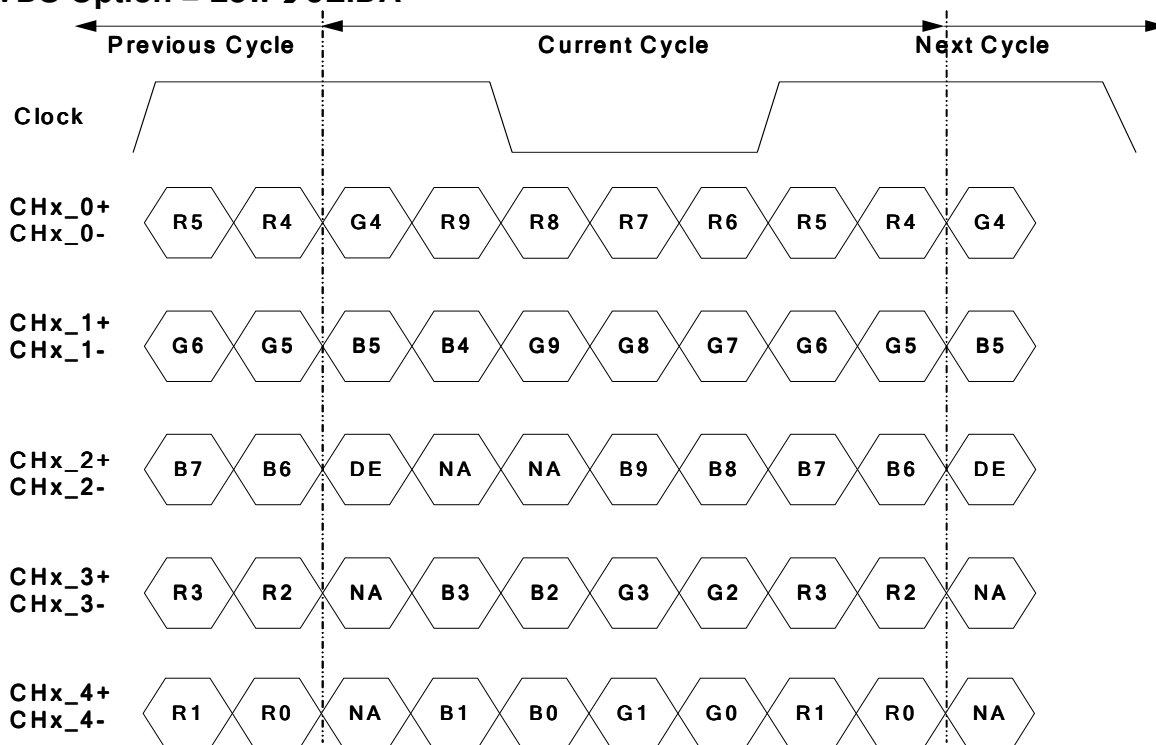 Previous Cycle Current Cycle Next Cycle
Clock
CHx_0+
CHx_0-
R5 R4 G4 R9 R8 R7 R6 R5 R4 G4
CHx_1+
CHx_1-
G6 G5 B5 B4 G9 G8 G7 G6 G5 B5
CHx_2+
CHx_2-
B7 B6 DE NA NA B9 B8 B7 B6 DE
CHx_3+
CHx_3-
R3 R2 NA B3 B2 G3 G2 R3 R2 NA
CHx_4+
CHx_4-
R1 R0 NA B1 B0 G1 G0 R1 R0 NA